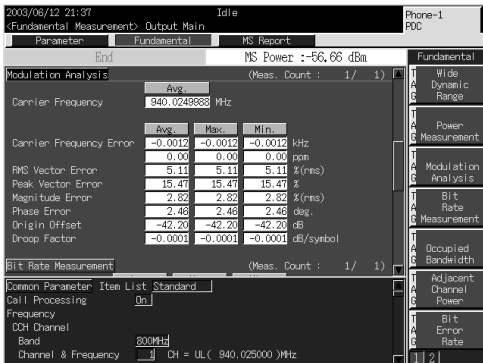 2003/06/12 21:37 Idle Phone-1
<Fundamental Measurement> Output Main PDC
Parameter Fundamental MS Report
End MS Power :-56.66 dBm Fundamental
Modulation Analysis (Meas. Count : 1/ 1)
Avg.
Carrier Frequency 940.0249988 MHz
Avg. Max. Min.
Carrier Frequency Error -0.0012 -0.0012 -0.0012 kHz
0.00 0.00 0.00 ppm
RMS Vector Error 5.11 5.11 5.11 %(rms)
Peak Vector Error 15.47 15.47 15.47 %
Magnitude Error 2.82 2.82 2.82 %(rms)
Phase Error 2.46 2.46 2.46 deg.
Origin Offset -42.20 -42.20 -42.20 dB
Droop Factor -0.0001 -0.0001 -0.0001 dB/symbol
Bit Rate Measurement (Meas. Count : 1/ 1)
Common Parameter Item List Standard
Call Processing On
Frequency
CCH Channel
Band 800MHz
Channel & Frequency 1 CH = UL( 940.025000 )MHz
TAG Wide
Dynamic
Range
TAG Power
Measurement
TAG Modulation
Analysis
TAG Bit
Rate
Measurement
TAG Occupied
Bandwidth
TAG Adjacent
Channel
Power
TAG Bit
Error
Rate
1 2